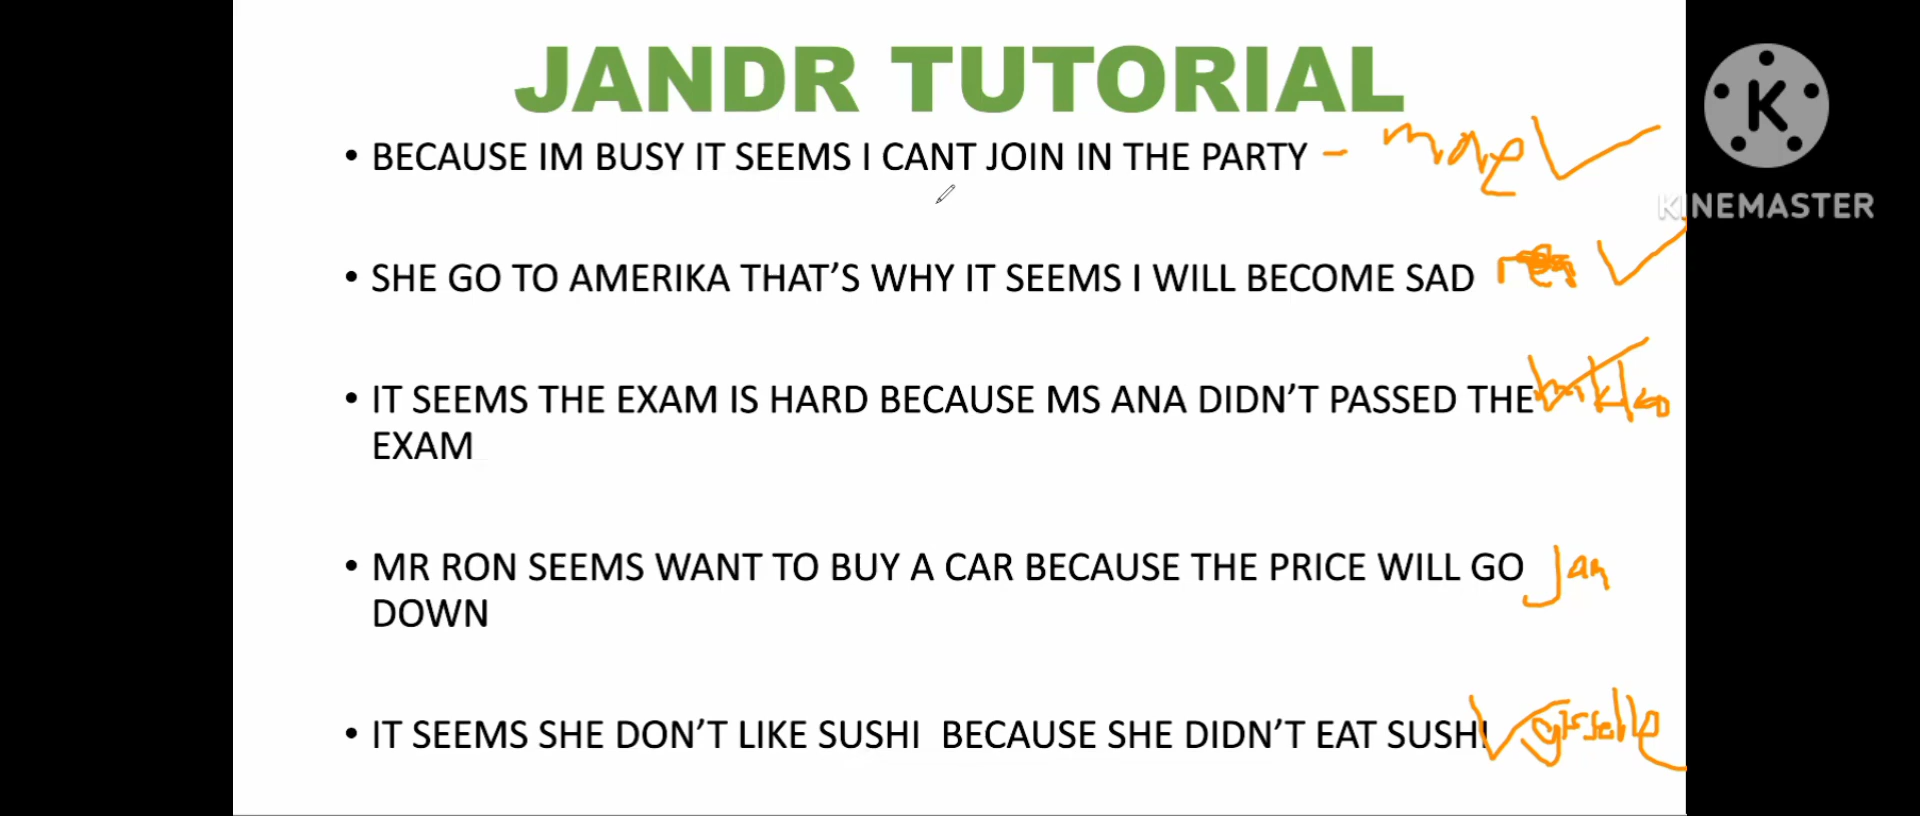 JANDR TUTORIAL
• BECAUSE IM BUSY IT SEEMS I CANT JOIN IN THE PARTY -
K
KINEMASTER
• SHE GO TO AMERIKA THAT'S WHY IT SEEMS I WILL BECOME SAD
• IT SEEMS THE EXAM IS HARD BECAUSE MS ANA DIDN'T PASSED THE
EXAM
• MR RON SEEMS WANT TO BUY A CAR BECAUSE THE PRICE WILL GO Jan
DOWN
• IT SEEMS SHE DON'T LIKE SUSHI BECAUSE SHE DIDN'T EAT SUSHI gisselle